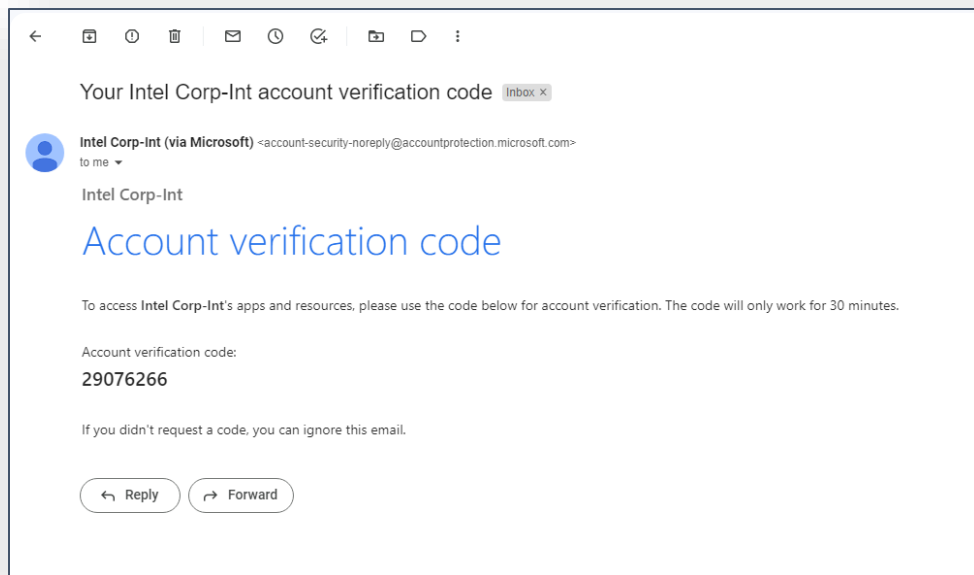 Your Intel Corp-Int account verification code Inbox ×
Intel Corp-Int (via Microsoft) <account-security-noreply@accountprotection.microsoft.com>
to me
Intel Corp-Int
Account verification code
To access Intel Corp-Int's apps and resources, please use the code below for account verification. The code will only work for 30 minutes.
Account verification code:
29076266
If you didn't request a code, you can ignore this email.
Reply Forward